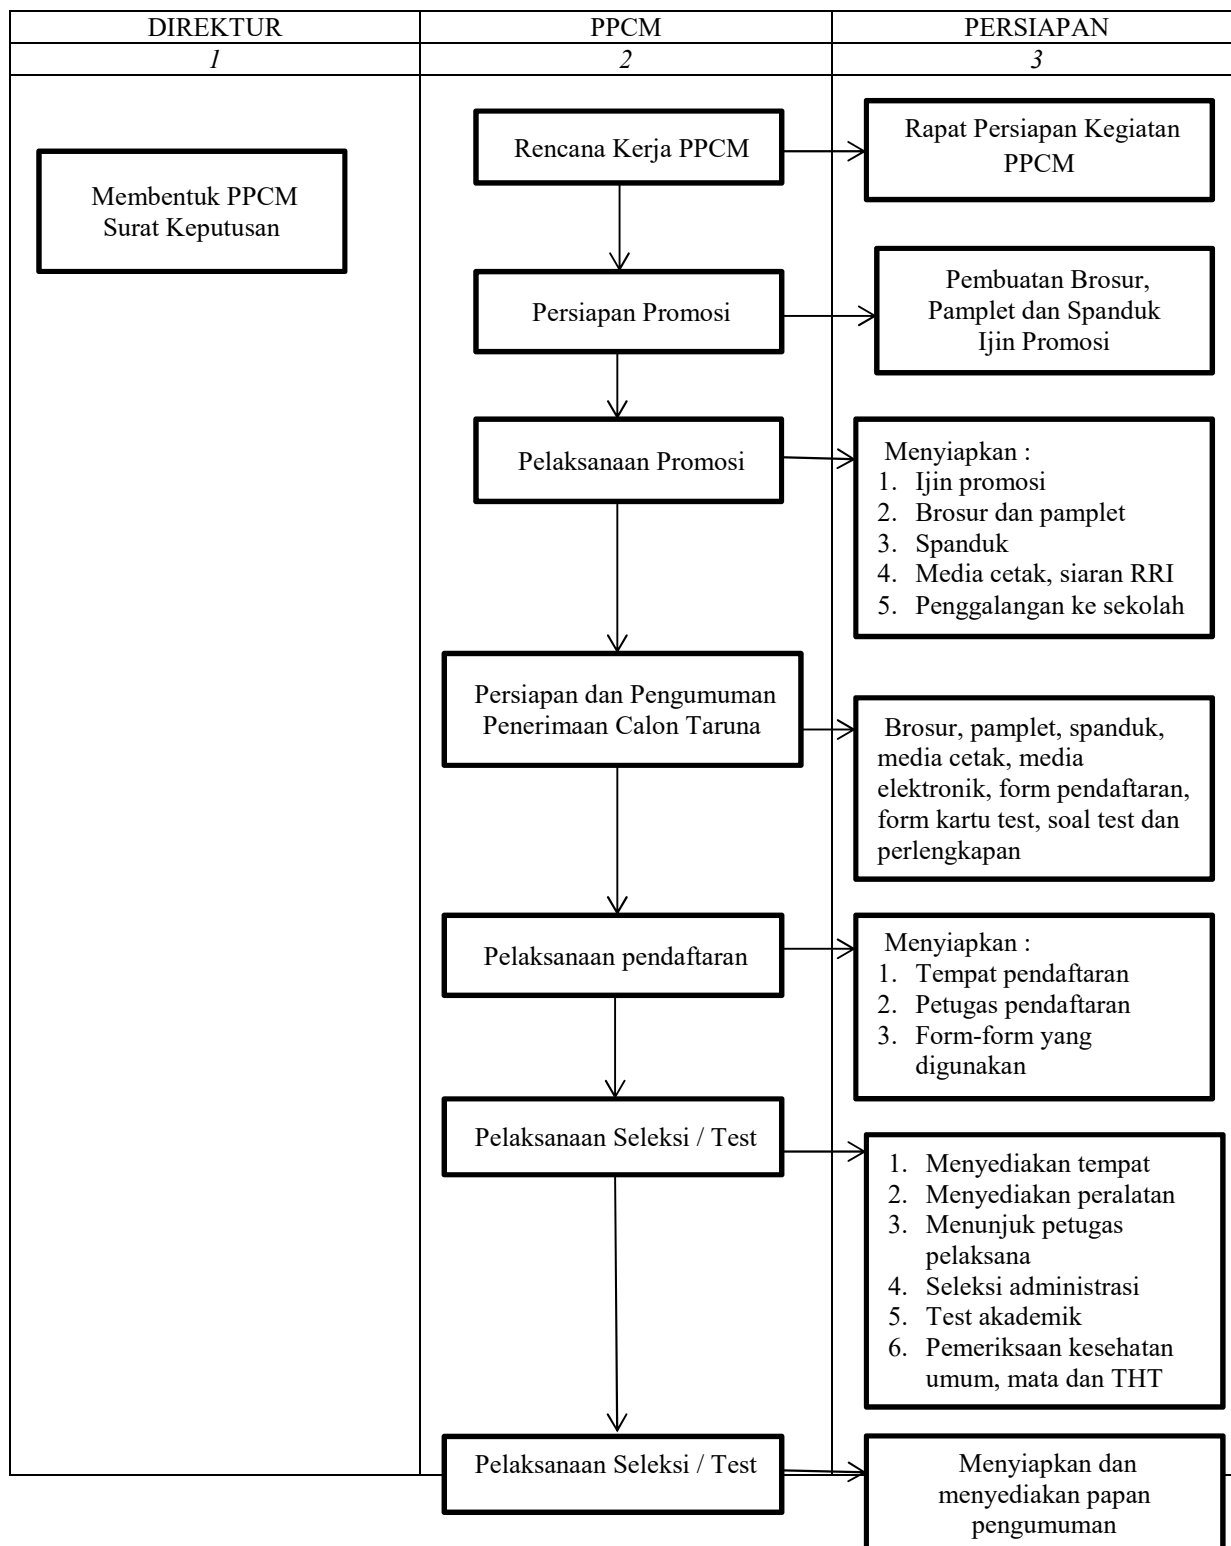 DIREKTUR
PPCM
PERSIAPAN
1
2
3
Membentuk PPCM
Surat Keputusan
Rencana Kerja PPCM
Rapat Persiapan Kegiatan
PPCM
Persiapan Promosi
Pembuatan Brosur,
Pamplet dan Spanduk
Ijin Promosi
Pelaksanaan Promosi
Menyiapkan :
1. Ijin promosi
2. Brosur dan pamplet
3. Spanduk
4. Media cetak, siaran RRI
5. Penggalangan ke sekolah
Persiapan dan Pengumuman
Penerimaan Calon Taruna
Brosur, pamplet, spanduk,
media cetak, media
elektronik, form pendaftaran,
form kartu test, soal test dan
perlengkapan
Pelaksanaan pendaftaran
Menyiapkan :
1. Tempat pendaftaran
2. Petugas pendaftaran
3. Form-form yang
digunakan
Pelaksanaan Seleksi / Test
1. Menyediakan tempat
2. Menyediakan peralatan
3. Menunjuk petugas
pelaksana
4. Seleksi administrasi
5. Test akademik
6. Pemeriksaan kesehatan
umum, mata dan THT
Pelaksanaan Seleksi / Test
Menyiapkan dan
menyediakan papan
pengumuman